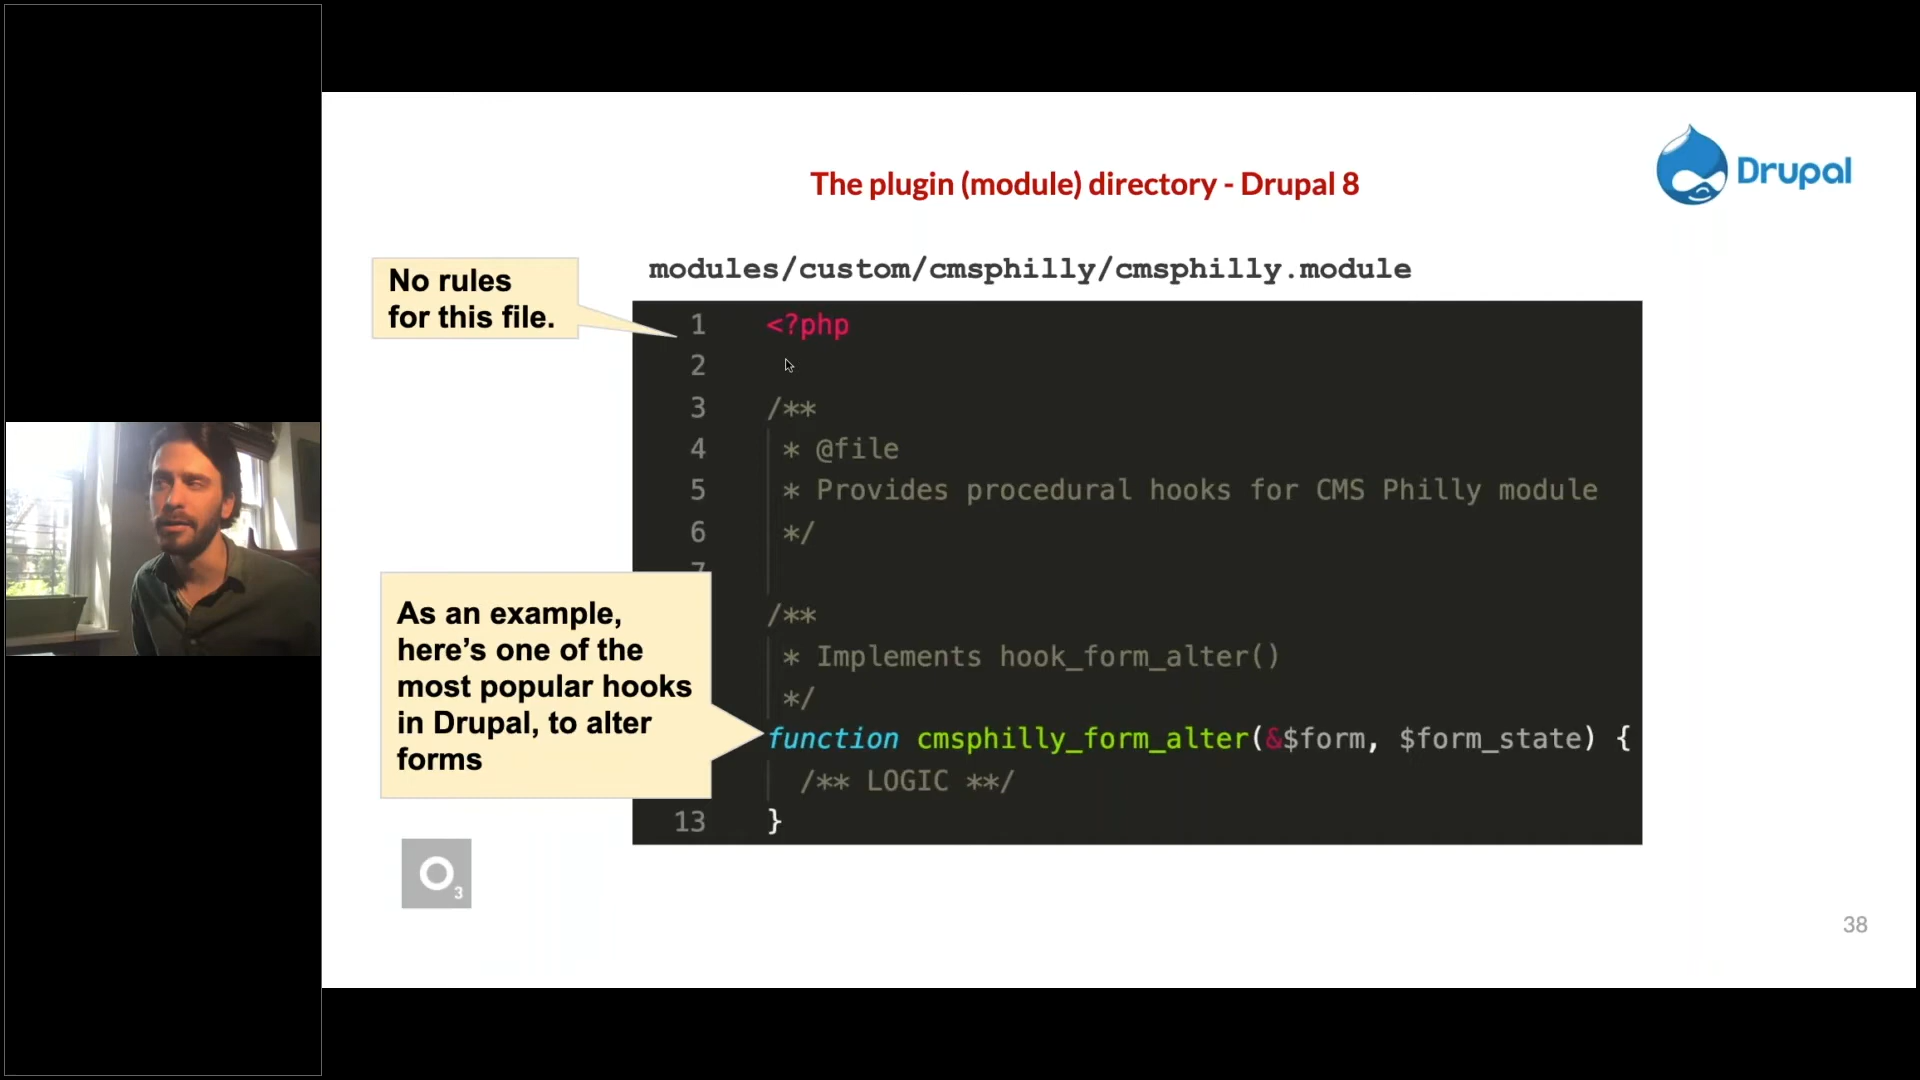 The plugin (module) directory - Drupal 8
Drupal
modules/custom/cmsphilly/cmsphilly.module
No rules
for this file.
1 <?php
2
3 /**
4 * @file
5 * Provides procedural hooks for CMS Philly module
6 */
7
/**
* Implements hook_form_alter()
*/
function cmsphilly_form_alter(&$form, $form_state) {
/** LOGIC **/
13 }
As an example,
here’s one of the
most popular hooks
in Drupal, to alter
forms
O3
38